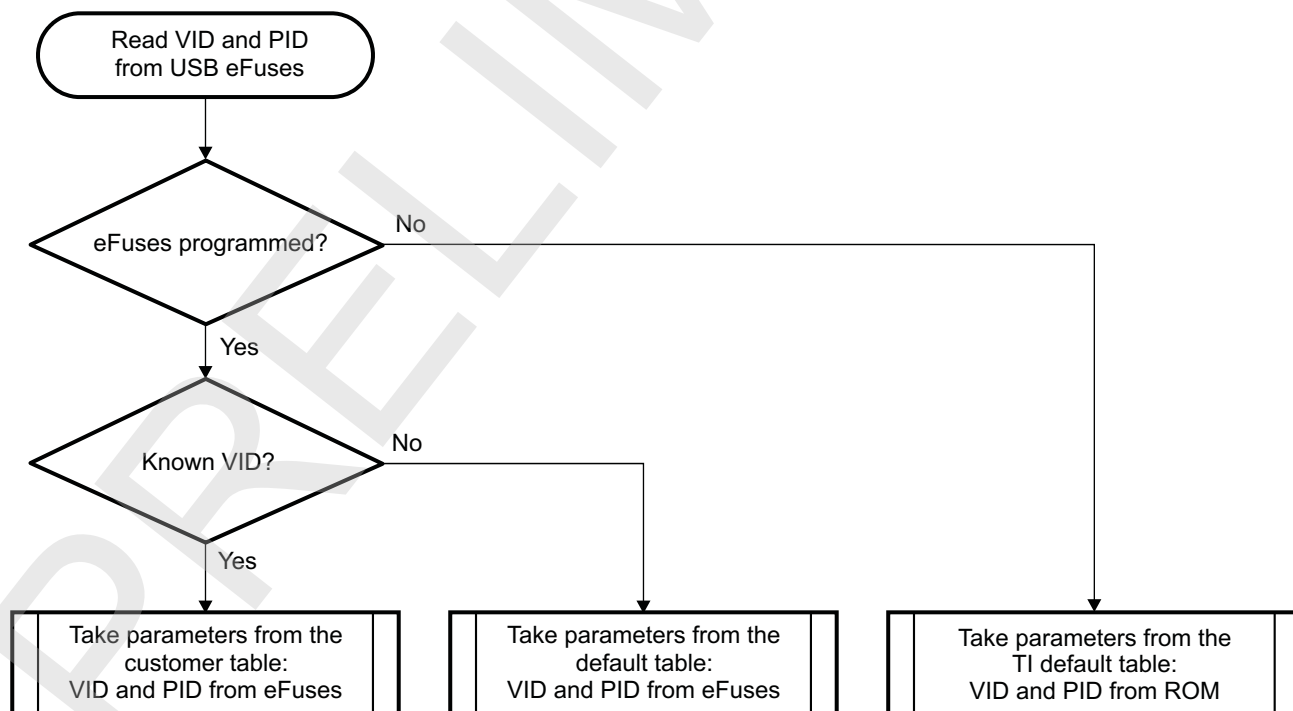 Read VID and PID
from USB eFuses
eFuses programmed?
No
Yes
Known VID?
No
Yes
Take parameters from the
customer table:
VID and PID from eFuses
Take parameters from the
default table:
VID and PID from eFuses
Take parameters from the
TI default table:
VID and PID from ROM